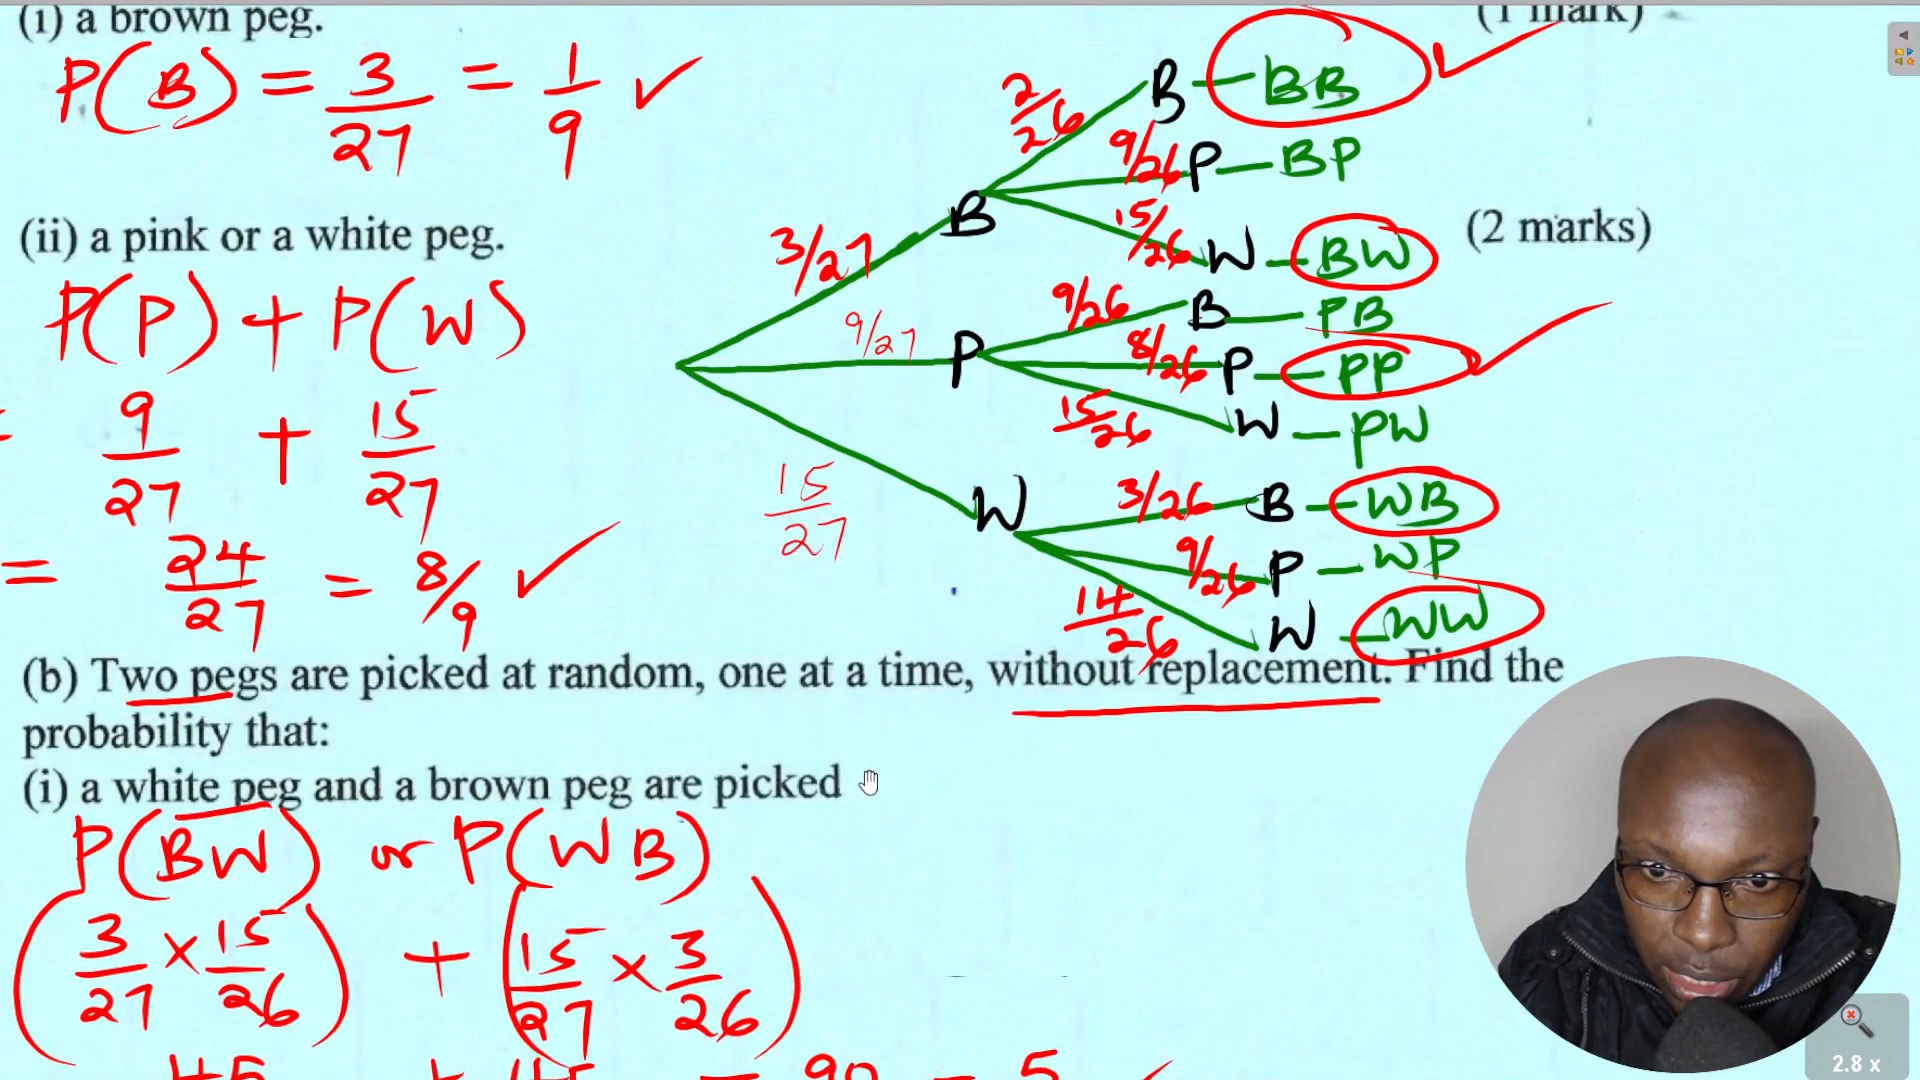 (i) a brown peg.
(1 mark)
P(B) = 3/27 = 1/9 ✓
(ii) a pink or a white peg.
(2 marks)
P(P) + P(W)
9/27 + 15/27
= 24/27 = 8/9 ✓
3/27 B
2/26 B — BB ✓
9/26 P — BP
15/26 W — BW
9/27 P
9/26 B — PB
8/26 P — PP ✓
15/26 W — PW
15/27 W
3/26 B — WB
9/26 P — WP
14/26 W — WW
(b) Two pegs are picked at random, one at a time, without replacement. Find the
probability that:
(i) a white peg and a brown peg are picked
P(BW) or P(WB)
(3/27 × 15/26) + (15/27 × 3/26)
45 + 45 = 90 = 5
2.8 x